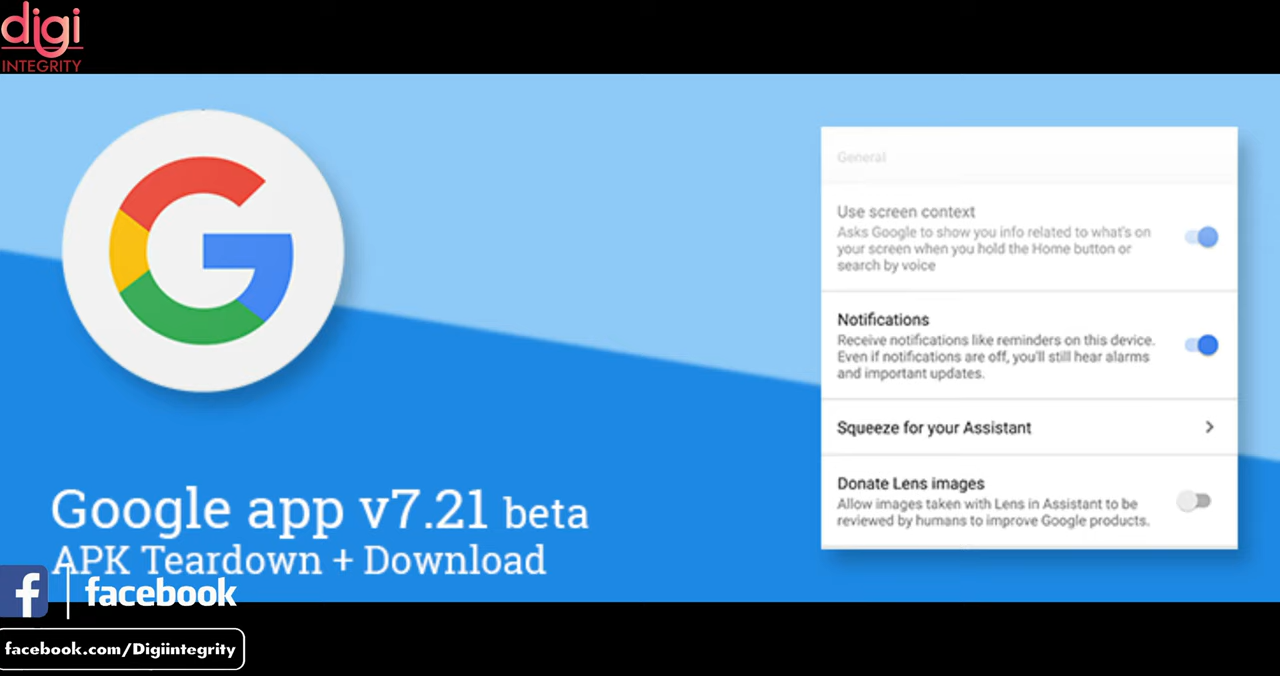 digi
INTEGRITY
General
Use screen context
Asks Google to show you info related to what's on
your screen when you hold the Home button or
search by voice
Notifications
Receive notifications like reminders on this device.
Even if notifications are off, you'll still hear alarms
and important updates.
Squeeze for your Assistant
Donate Lens images
Allow images taken with Lens in Assistant to be
reviewed by humans to improve Google products.
Google app v7.21 beta
APK Teardown + Download
f facebook
facebook.com/Digiintegrity